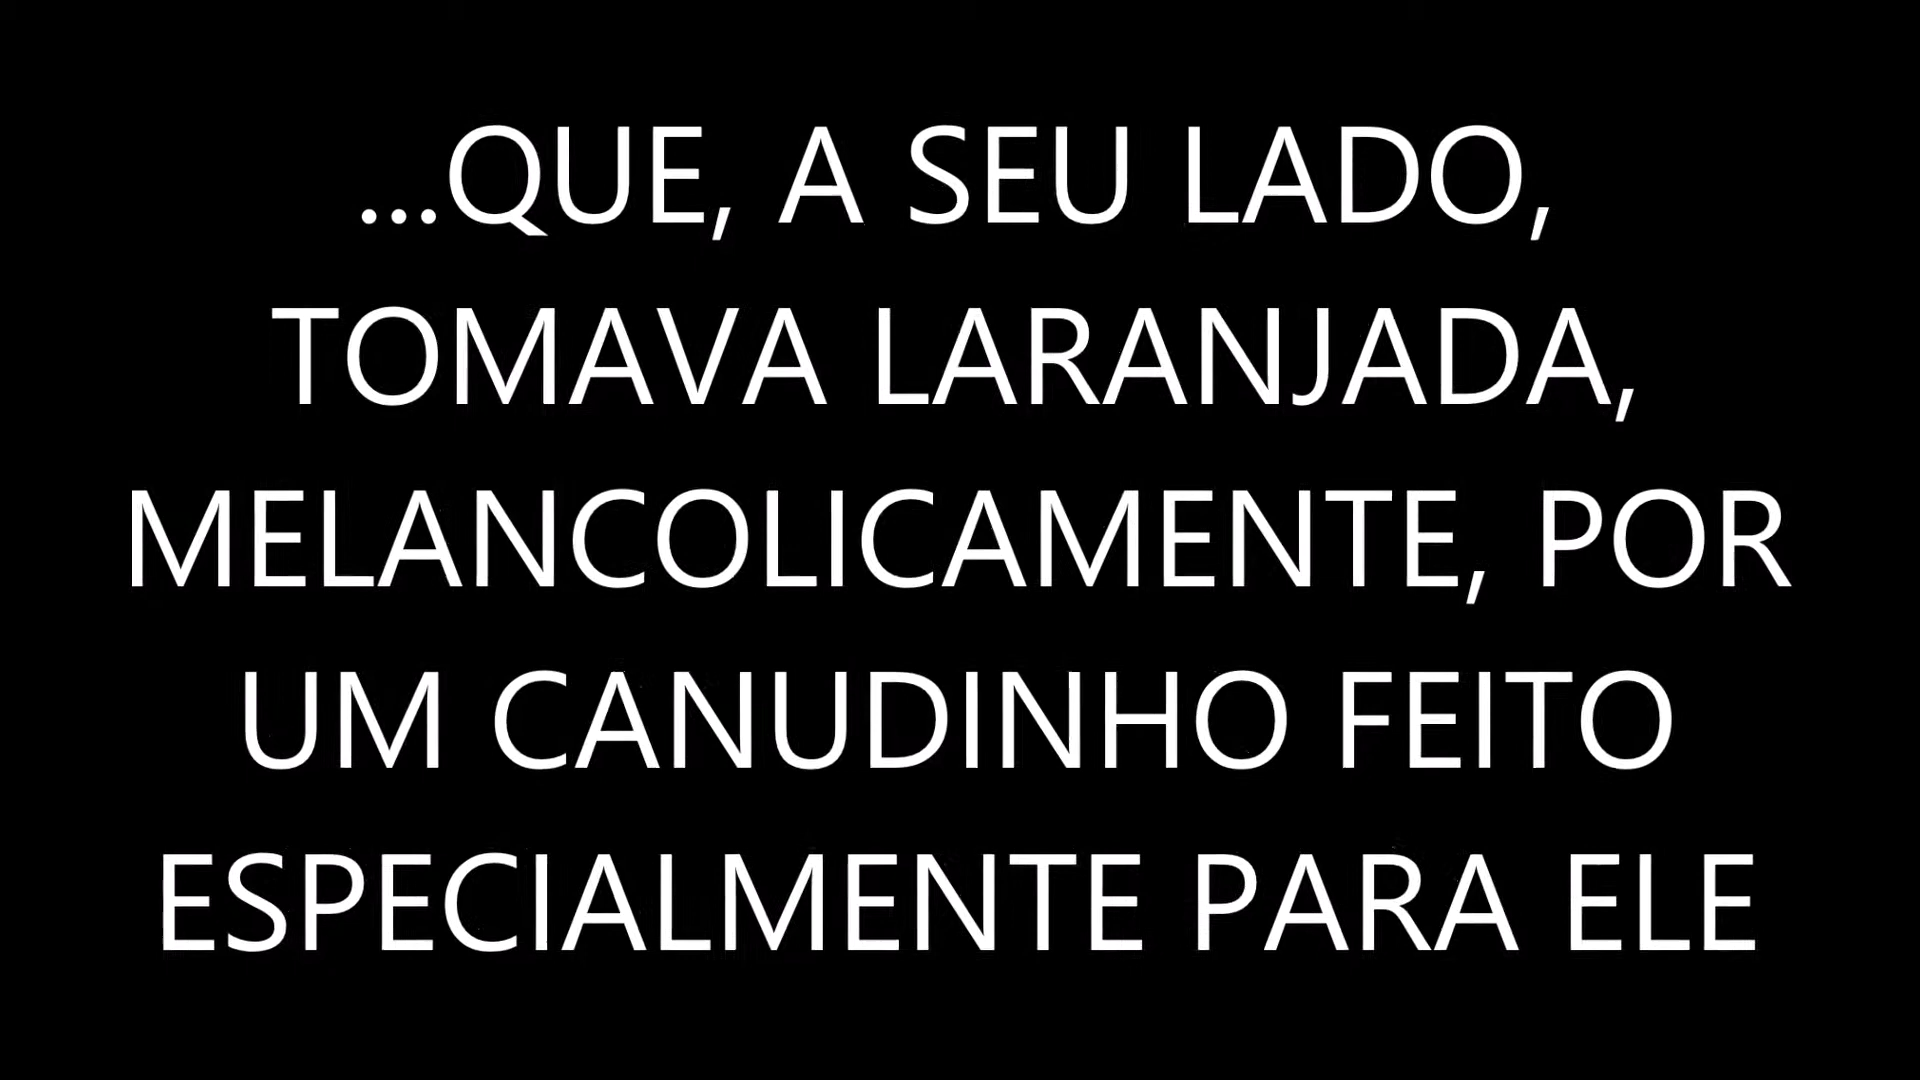 ...QUE, A SEU LADO,
TOMAVA LARANJADA,
MELANCOLICAMENTE, POR
UM CANUDINHO FEITO
ESPECIALMENTE PARA ELE